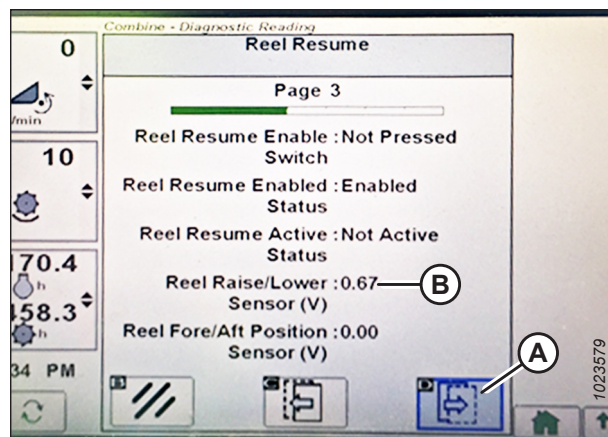 Combine - Diagnostic Reading
Reel Resume
Page 3
Reel Resume Enable : Not Pressed
Switch
Reel Resume Enabled : Enabled
Status
Reel Resume Active : Not Active
Status
Reel Raise/Lower : 0.67
Sensor (V)
Reel Fore/Aft Position : 0.00
Sensor (V)
0
/min
10
170.4
h
458.3
h
34 PM
B
A
E
G
D
1023579